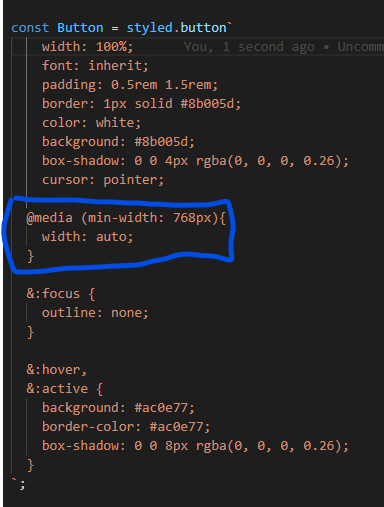 const Button = styled.button`
width: 100%; You, 1 second ago • Uncomm
font: inherit;
padding: 0.5rem 1.5rem;
border: 1px solid #8b005d;
color: white;
background: #8b005d;
box-shadow: 0 0 4px rgba(0, 0, 0, 0.26);
cursor: pointer;
@media (min-width: 768px){
width: auto;
}
&:focus {
outline: none;
}
&:hover,
&:active {
background: #ac0e77;
border-color: #ac0e77;
box-shadow: 0 0 8px rgba(0, 0, 0, 0.26);
}
`;